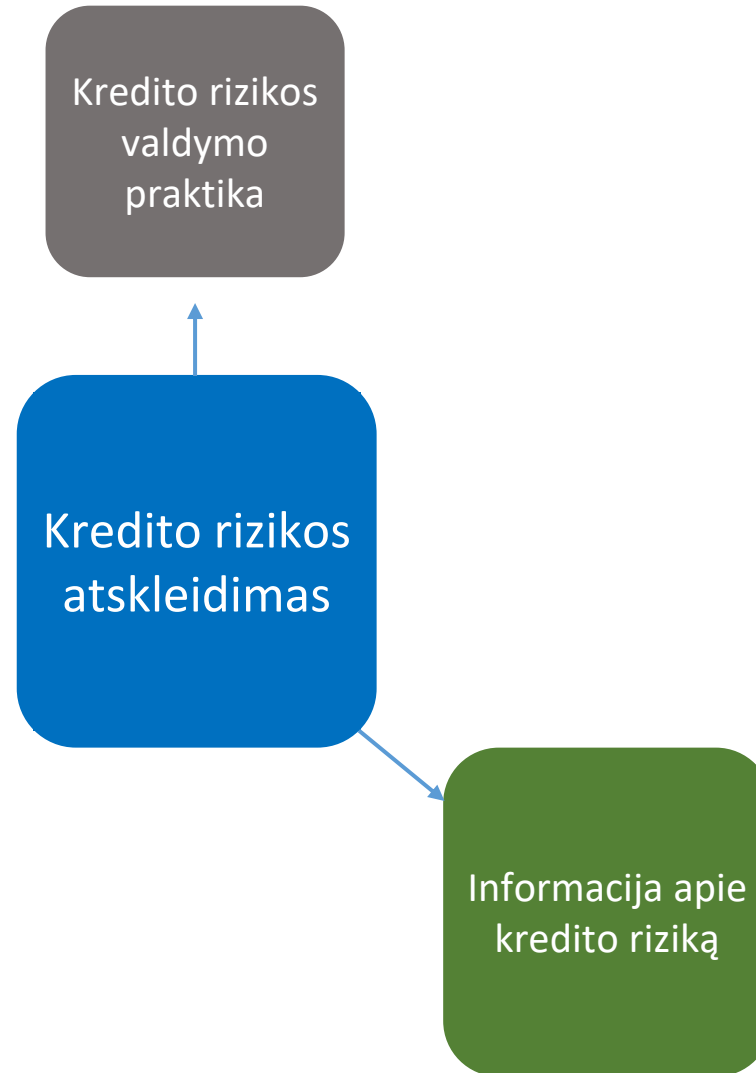 Kredito rizikos
valdymo
praktika
Kredito rizikos
atskleidimas
Informacija apie
kredito riziką